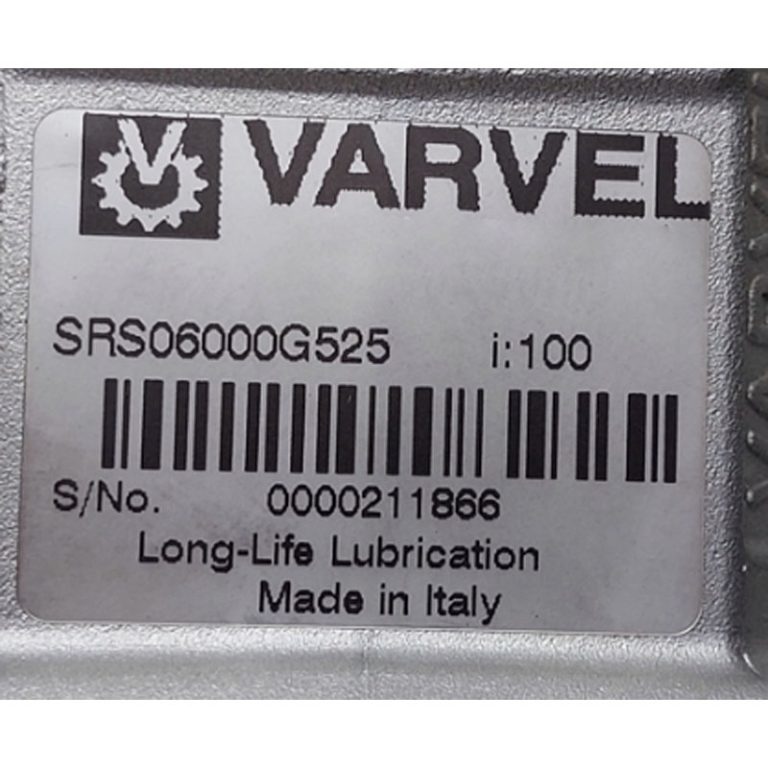 VARVEL
SRS06000G525 i:100
S/No. 0000211866
Long-Life Lubrication
Made in Italy